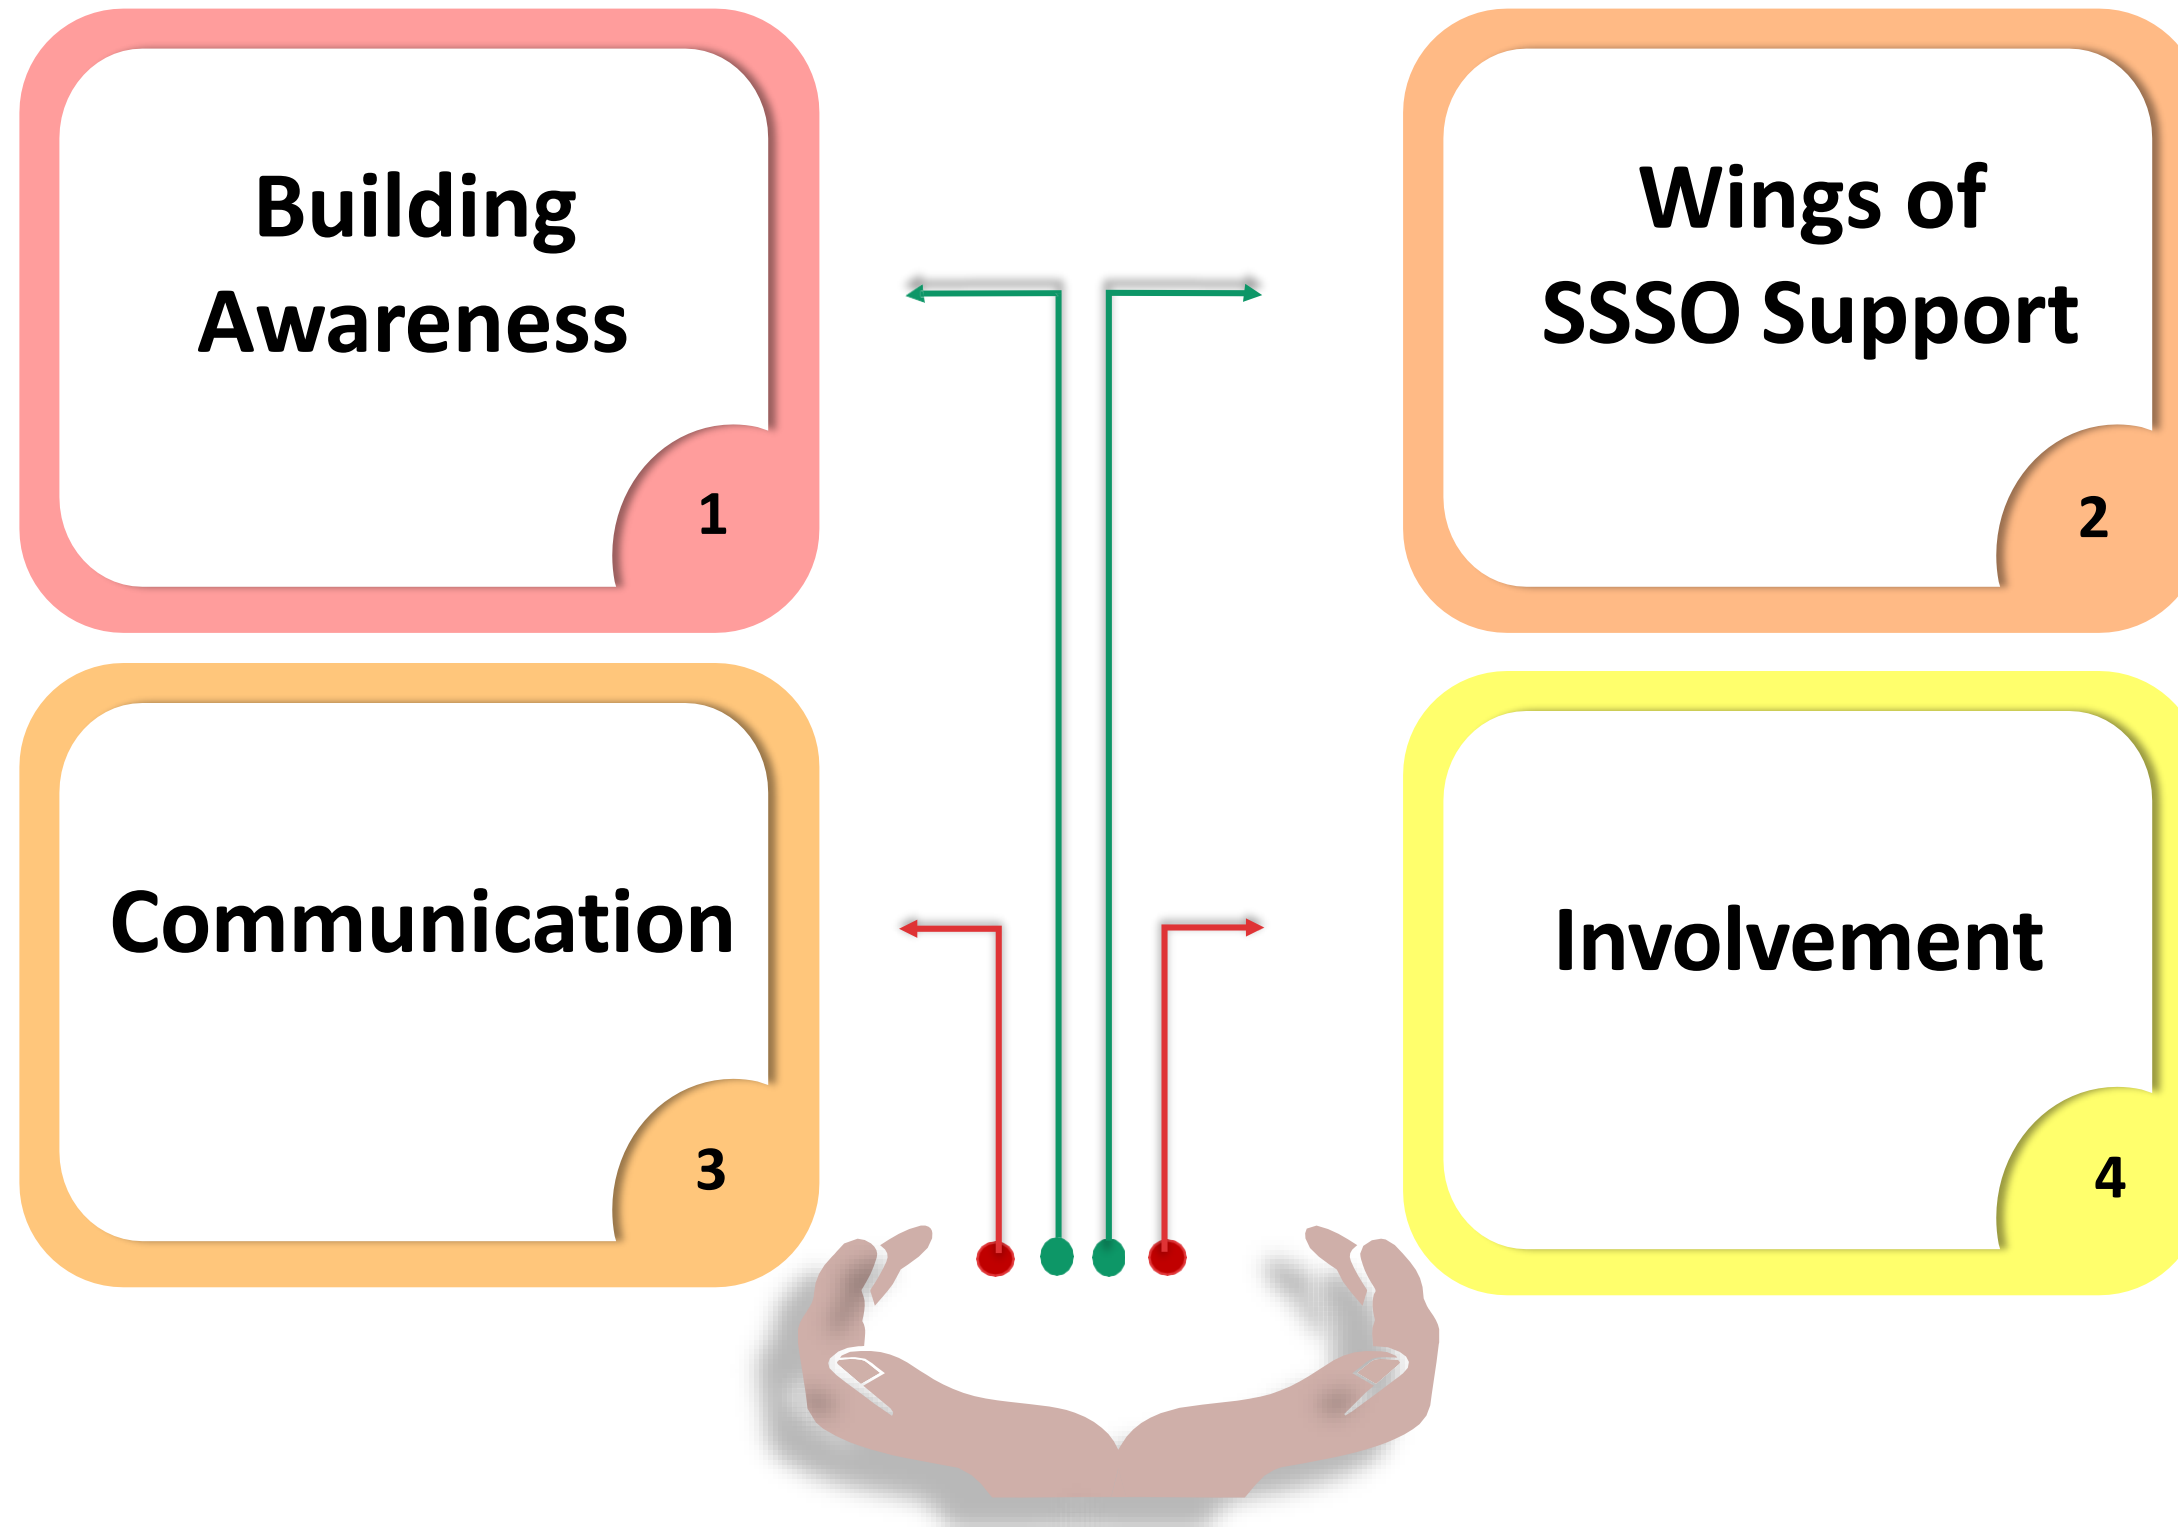 Building
Awareness
1
Wings of
SSSO Support
2
Communication
3
Involvement
4